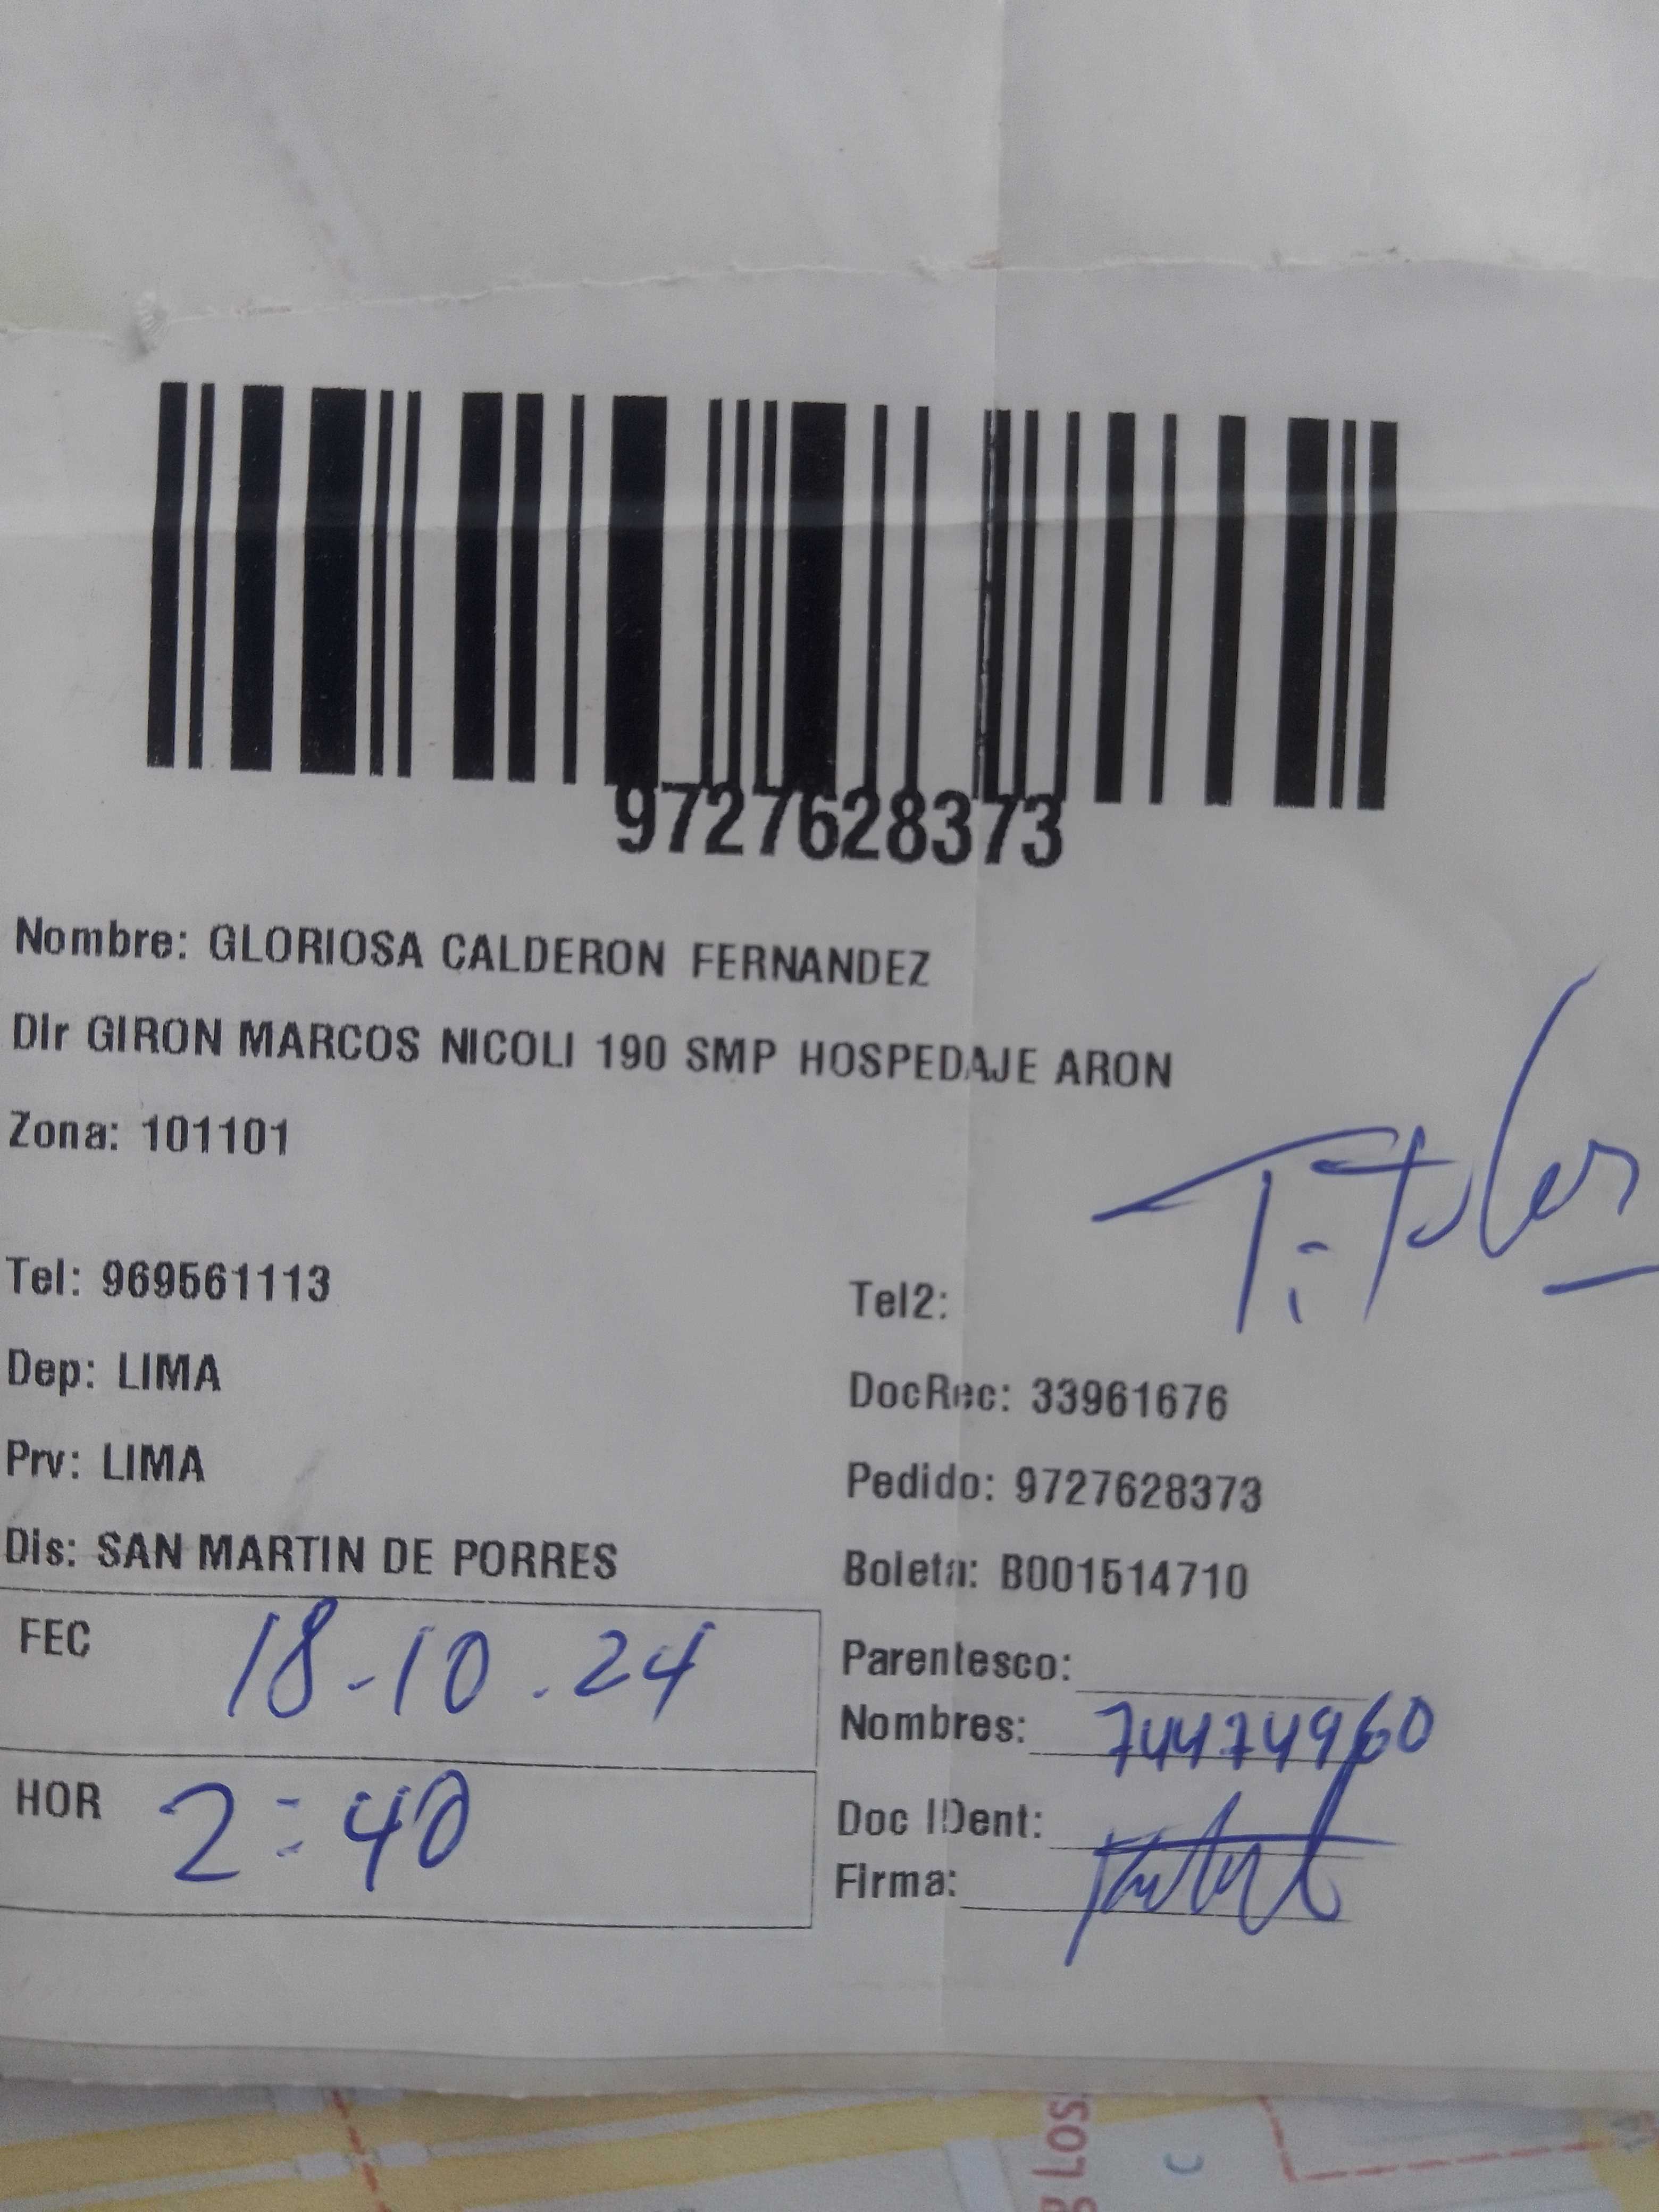 9727628373
Nombre: GLORIOSA CALDERON FERNANDEZ
DIr GIRON MARCOS NICOLI 190 SMP HOSPEDAJE ARON
Zona: 101101
Tel: 969561113
Tel2:
Dep: LIMA
DocRec: 33961676
Prv: LIMA
Pedido: 9727628373
Dis: SAN MARTIN DE PORRES
Boleta: B001514710
FEC 18-10.24
Parentesco:
Nombres: 74474960
HOR 2:40
Doc IDent:
Firma:
LOS
C